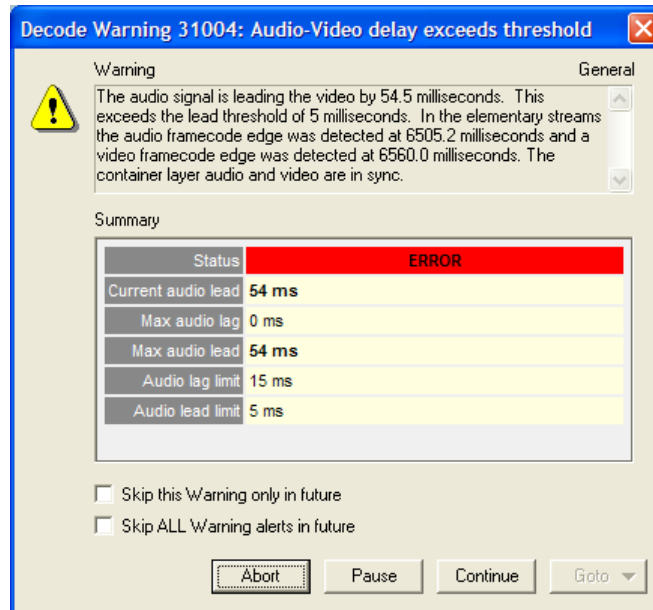 Decode Warning 31004: Audio-Video delay exceeds threshold
Warning General
The audio signal is leading the video by 54.5 milliseconds. This
exceeds the lead threshold of 5 milliseconds. In the elementary streams
the audio framecode edge was detected at 6505.2 milliseconds and a
video framecode edge was detected at 6560.0 milliseconds. The
container layer audio and video are in sync.
Summary
Status ERROR
Current audio lead 54 ms
Max audio lag 0 ms
Max audio lead 54 ms
Audio lag limit 15 ms
Audio lead limit 5 ms
Skip this Warning only in future
Skip ALL Warning alerts in future
Abort Pause Continue Goto